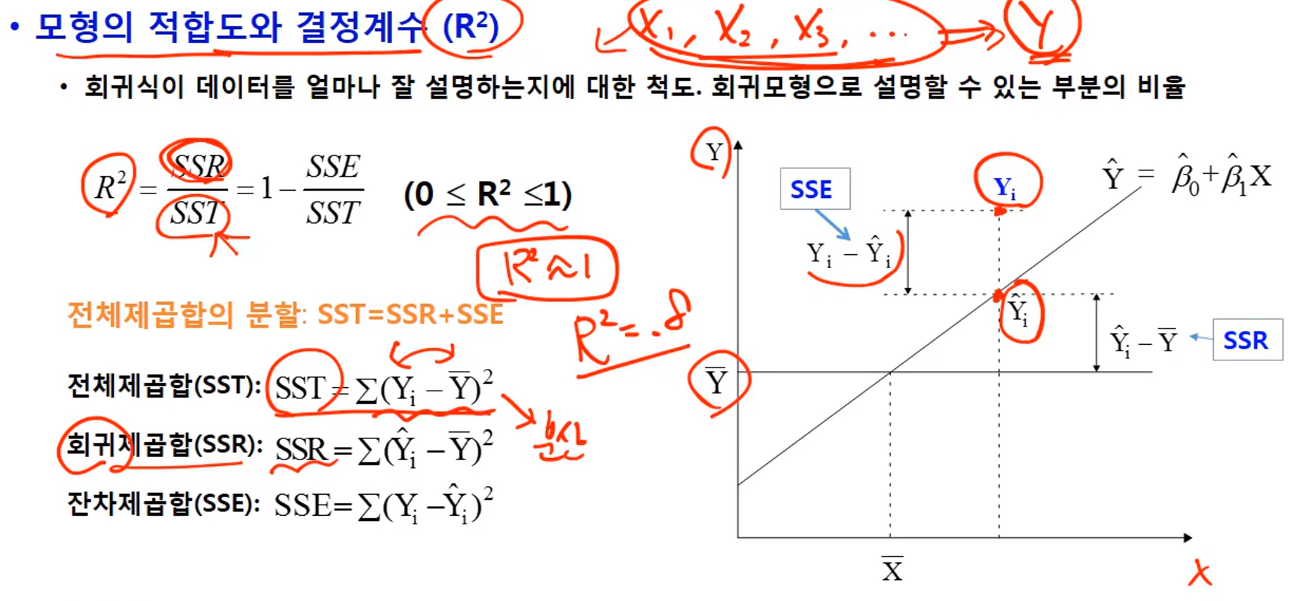 • 모형의 적합도와 결정계수 (R²)
X₁, X₂, X₃, ... ⇒ Y
• 회귀식이 데이터를 얼마나 잘 설명하는지에 대한 척도. 회귀모형으로 설명할 수 있는 부분의 비율
R² = SSR/SST = 1 − SSE/SST (0 ≤ R² ≤1)
R²≈1
전체제곱합의 분할: SST=SSR+SSE
R²=.8
전체제곱합(SST): SST=∑(Yᵢ − Y̅)²
분산
회귀제곱합(SSR): SSR=∑(Ŷᵢ −Y̅)²
잔차제곱합(SSE): SSE=∑(Yᵢ −Ŷᵢ)²
Y
SSE
Yᵢ
Ŷ = β̂₀+β̂₁X
Yᵢ − Ŷᵢ
Ŷᵢ
Ŷᵢ − Y̅
SSR
Y̅
X̅
X